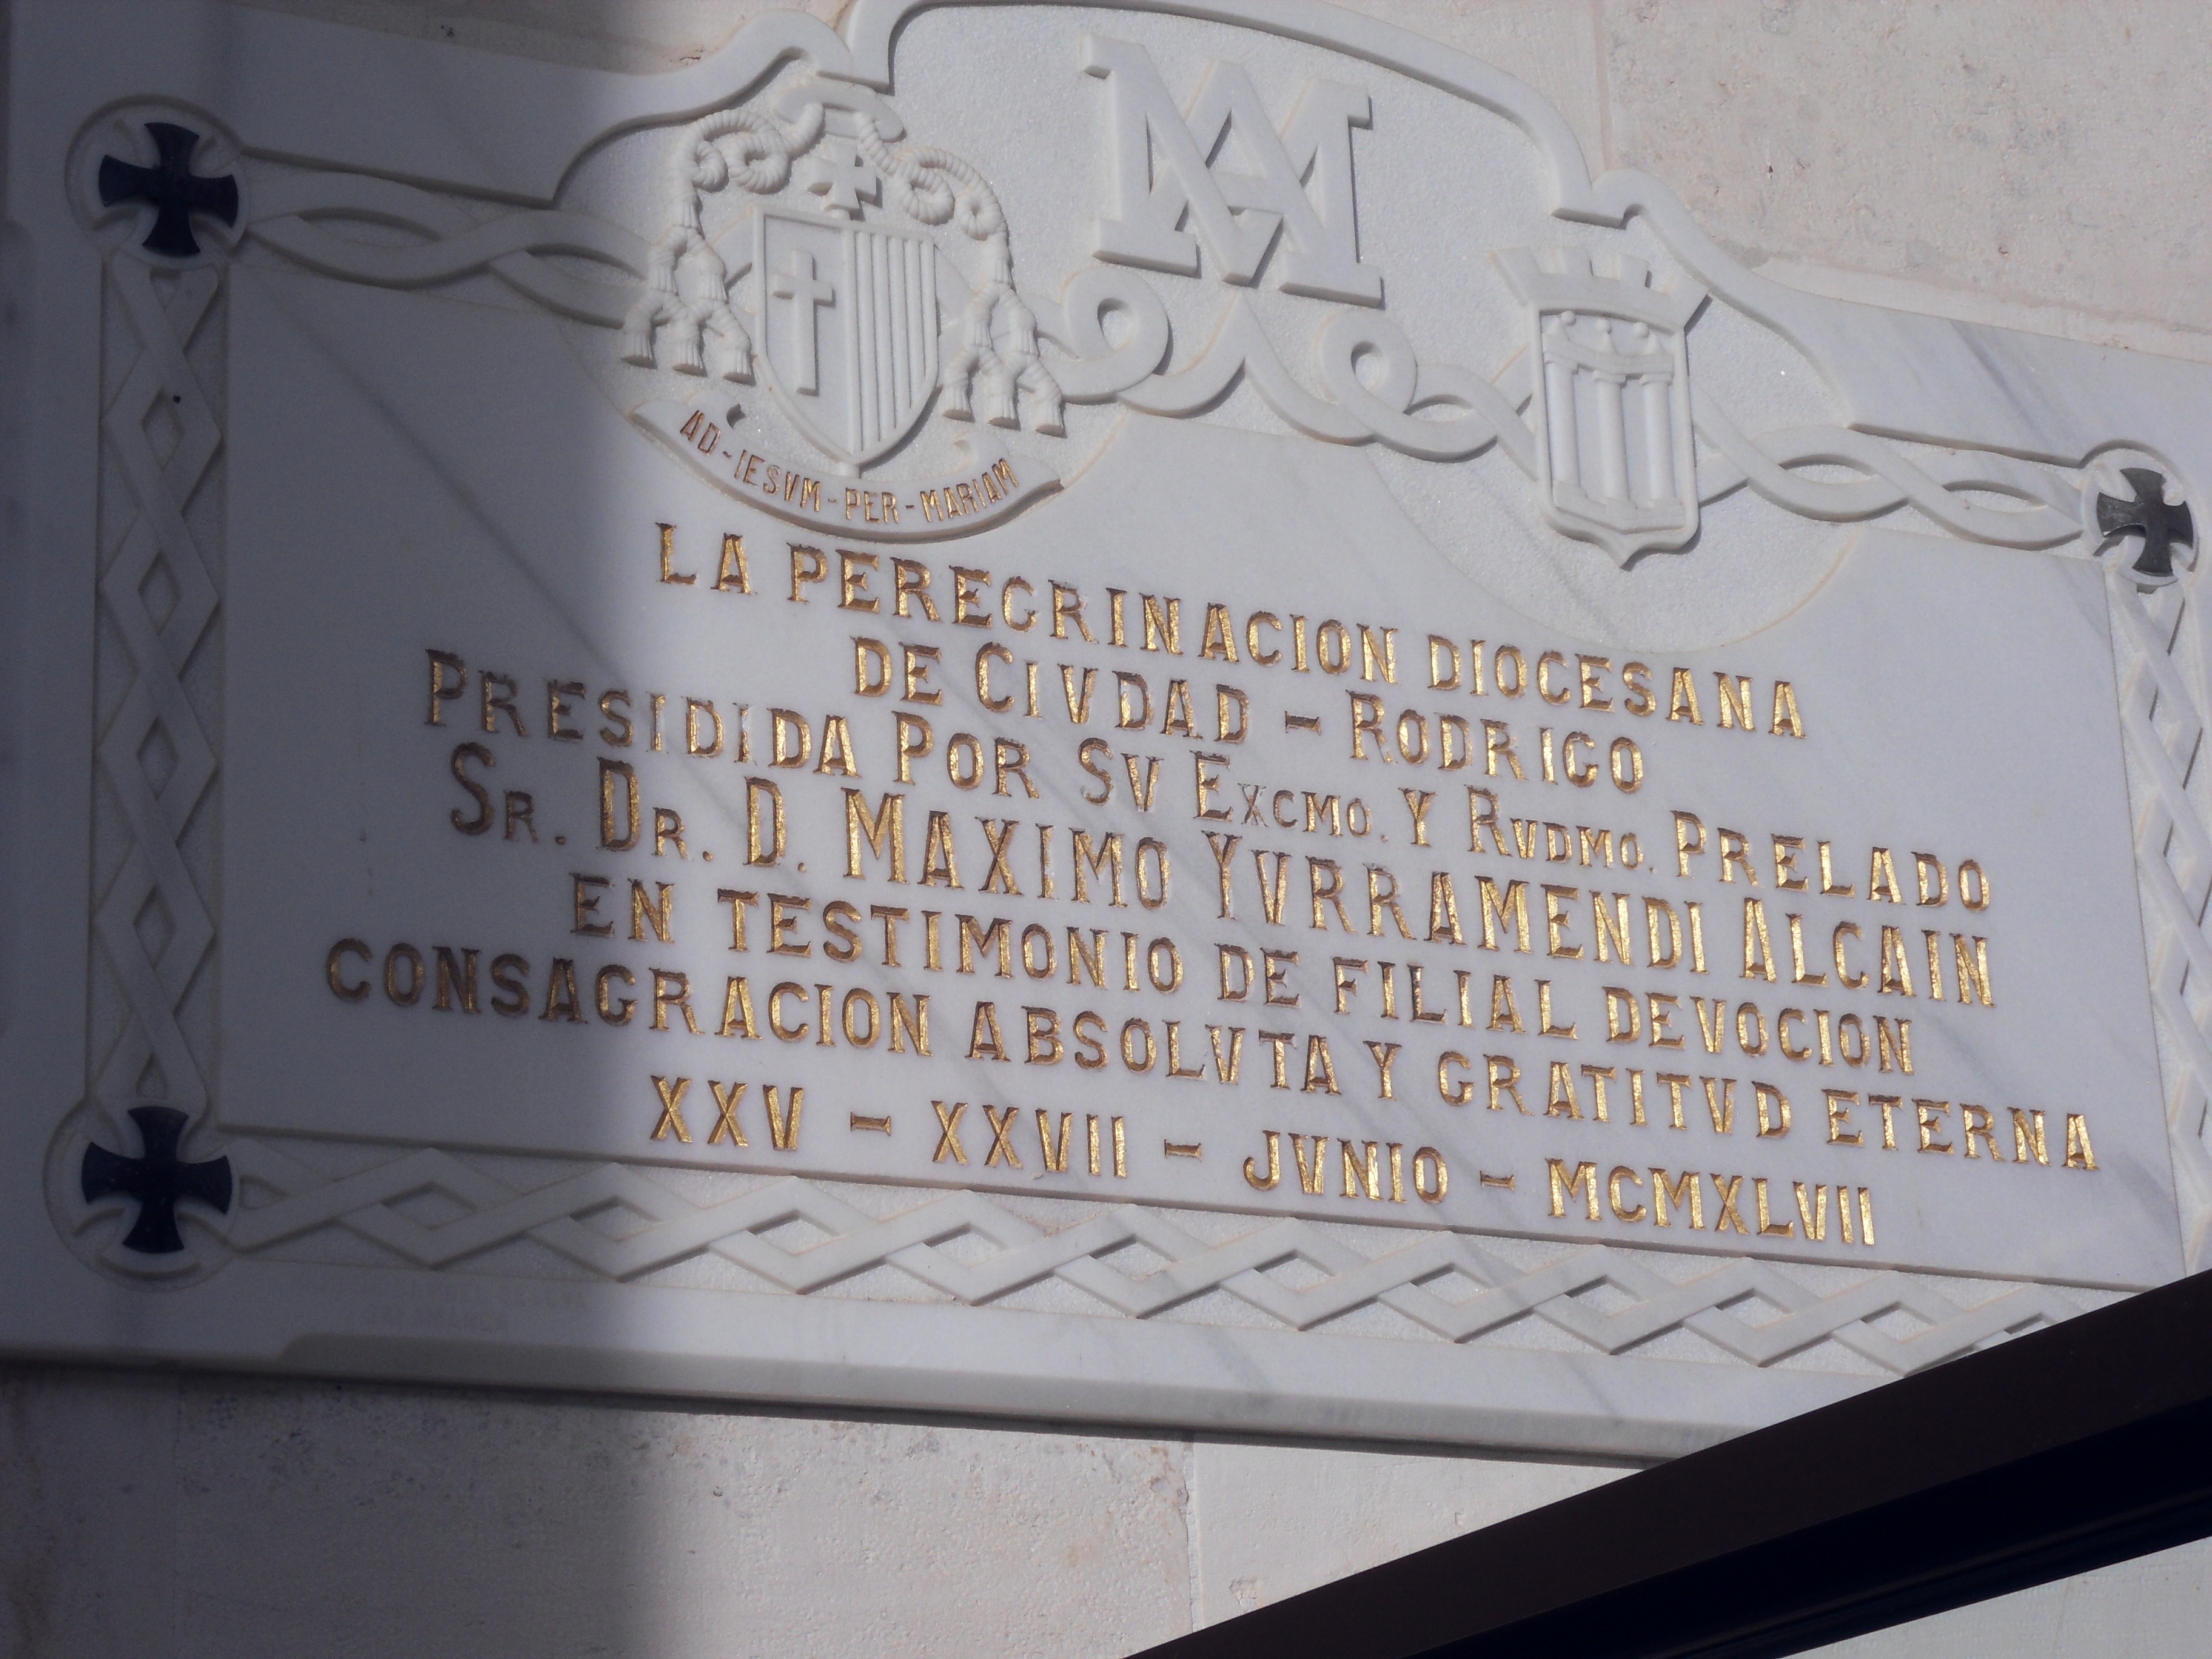 AM
AD-IESVM-PER-MARIAM
LA PEREGRINACION DIOCESANA
DE CIVDAD - RODRIGO
PRESIDIDA POR SV EXCMO. Y RVDMO. PRELADO
SR. DR. D. MAXIMO YVRRAMENDI ALCAIN
EN TESTIMONIO DE FILIAL DEVOCION
CONSAGRACION ABSOLVTA Y GRATITVD ETERNA
XXV - XXVII - JVNIO - MCMXLVII